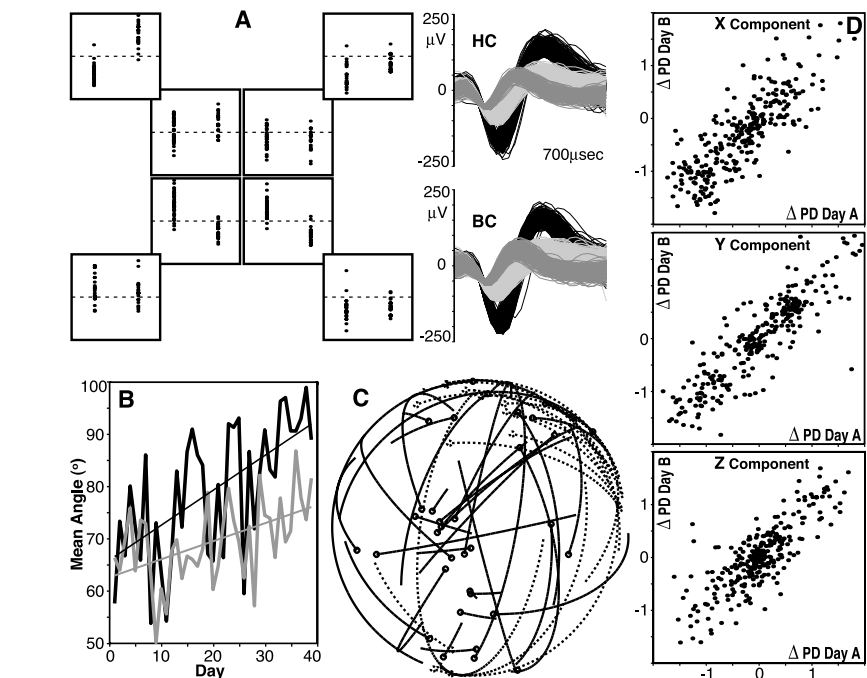 A
250
µV
0
-250
HC
700µsec
250
µV
0
-250
BC
B
100
90
80
70
60
50
Mean Angle (º)
0
10
20
30
40
Day
C
D
X Component
Δ PD Day B
1
0
-1
Δ PD Day A
Y Component
Δ PD Day B
0
-1
Δ PD Day A
Z Component
Δ PD Day B
1
0
-1
Δ PD Day A
-1
0
1